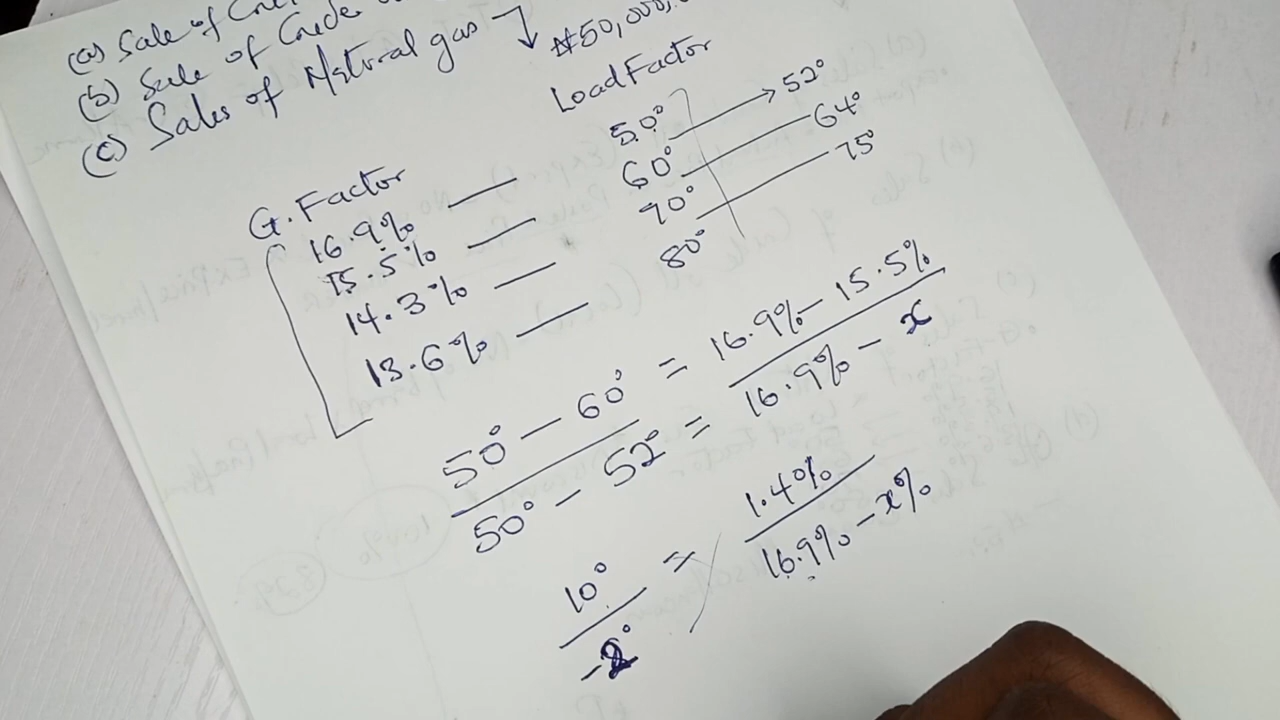 (a) Sale of
(b) Sale of Crude
(c) Sales of Natural gas
₦50,000,
Load Factor
50° 52°
60° 64°
90° 75°
80°
G. Factor
16.9% —
15.5% —
14.3% —
13.6% —
50° — 60° = 16.9% — 15.5%
50° — 52° = 16.9% — x
10° = 1.4%
-2° 16.9% — x%